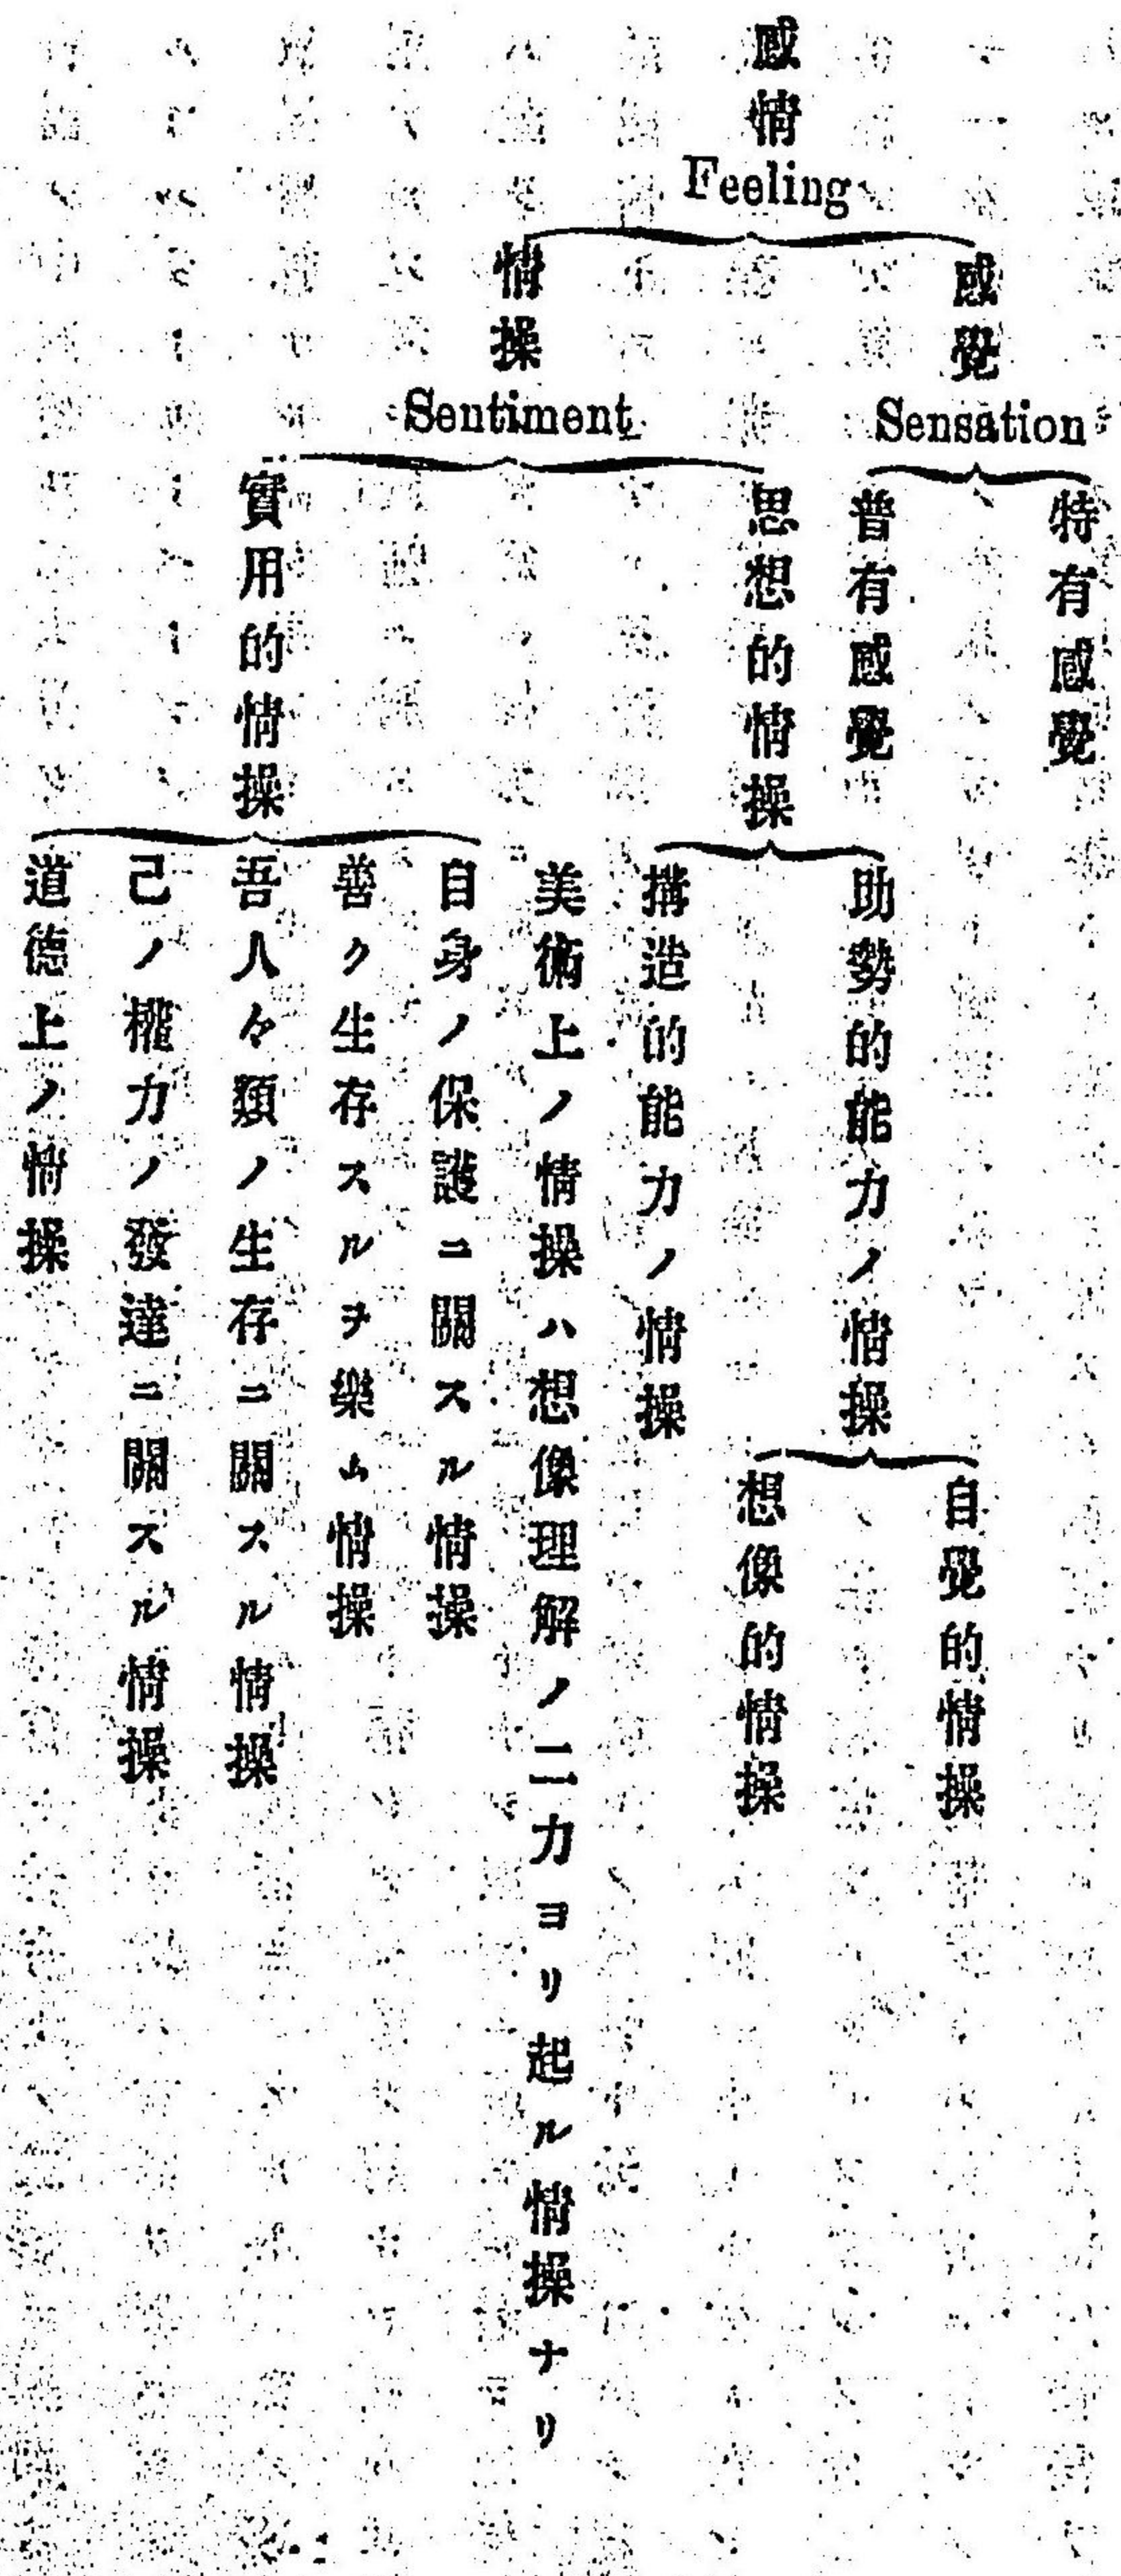 感情
Feeling
感覺
Sensation
特有感覺
普有感覺
情操
Sentiment
思想的情操
助勢的能力ノ情操
自覺的情操
想像的情操
搆造的能力ノ情操
美術上ノ情操ハ想像理解ノ二力ヨリ起ル情操ナリ
實用的情操
自身ノ保護ニ關スル情操
善ク生存スルヲ樂ム情操
吾人々類ノ生存ニ關スル情操
己ノ權力ノ發達ニ關スル情操
道德上ノ情操